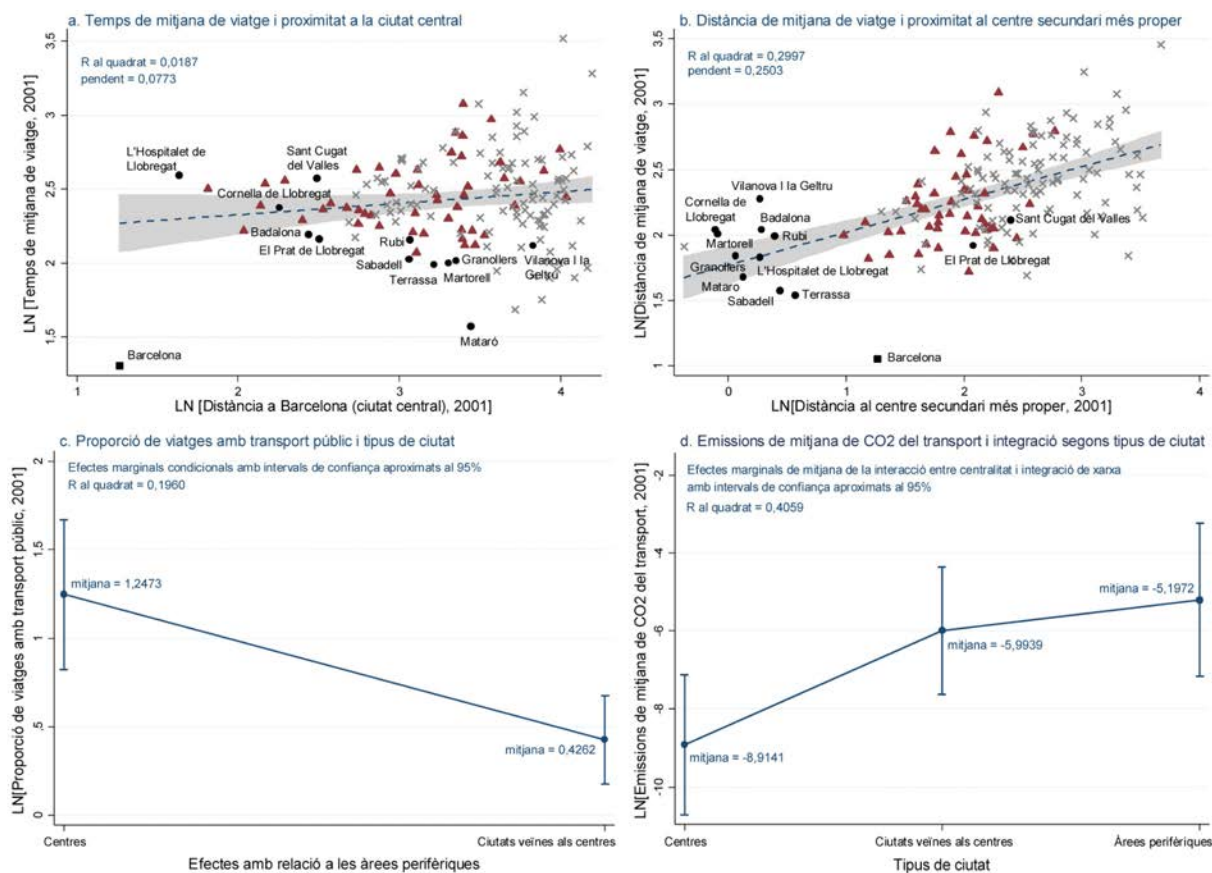 a. Temps de mitjana de viatge i proximitat a la ciutat central
R al quadrat = 0,0187
pendent = 0,0773
LN [Temps de mitjana de viatge, 2001]
3,5
3
2,5
2
1,5
L'Hospitalet de
Llobregat
Sant Cugat
del Valles
Cornella de Llobregat
Badalona
El Prat de Llobregat
Rubi
Sabadell
Terrassa
Granollers
Martorell
Vilanova I la
Geltru
Mataró
Barcelona
1
2
3
4
LN [Distància a Barcelona (ciutat central), 2001]
b. Distància de mitjana de viatge i proximitat al centre secundari més proper
R al quadrat = 0,2997
pendent = 0,2503
LN[Distància de mitjana de viatge, 2001]
3,5
3
2,5
2
1,5
1
Vilanova I la Geltru
Cornella de
Llobregat
Badalona
Martorell
Rubi
Sant Cugat del Valles
Granollers
L'Hospitalet de Llobregat
El Prat de Llobregat
Mataro
Sabadell
Terrassa
Barcelona
0
1
2
3
4
LN[Distància al centre secundari més proper, 2001]
c. Proporció de viatges amb transport públic i tipus de ciutat
Efectes marginals condicionals amb intervals de confiança aproximats al 95%
R al quadrat = 0,1960
LN[Proporció de viatges amb transport públic, 2001]
2
1,5
1
,5
0
mitjana = 1,2473
mitjana = 0,4262
Centres
Ciutats veïnes als centres
Efectes amb relació a les àrees perifèriques
d. Emissions de mitjana de CO2 del transport i integració segons tipus de ciutat
Efectes marginals de mitjana de la interacció entre centralitat i integració de xarxa
amb intervals de confiança aproximats al 95%
R al quadrat = 0,4059
LN[Emissions de mitjana de CO2 del transport, 2001]
-2
-4
-6
-8
-10
mitjana = -5,1972
mitjana = -5,9939
mitjana = -8,9141
Centres
Ciutats veïnes als centres
Àrees perifèriques
Tipus de ciutat